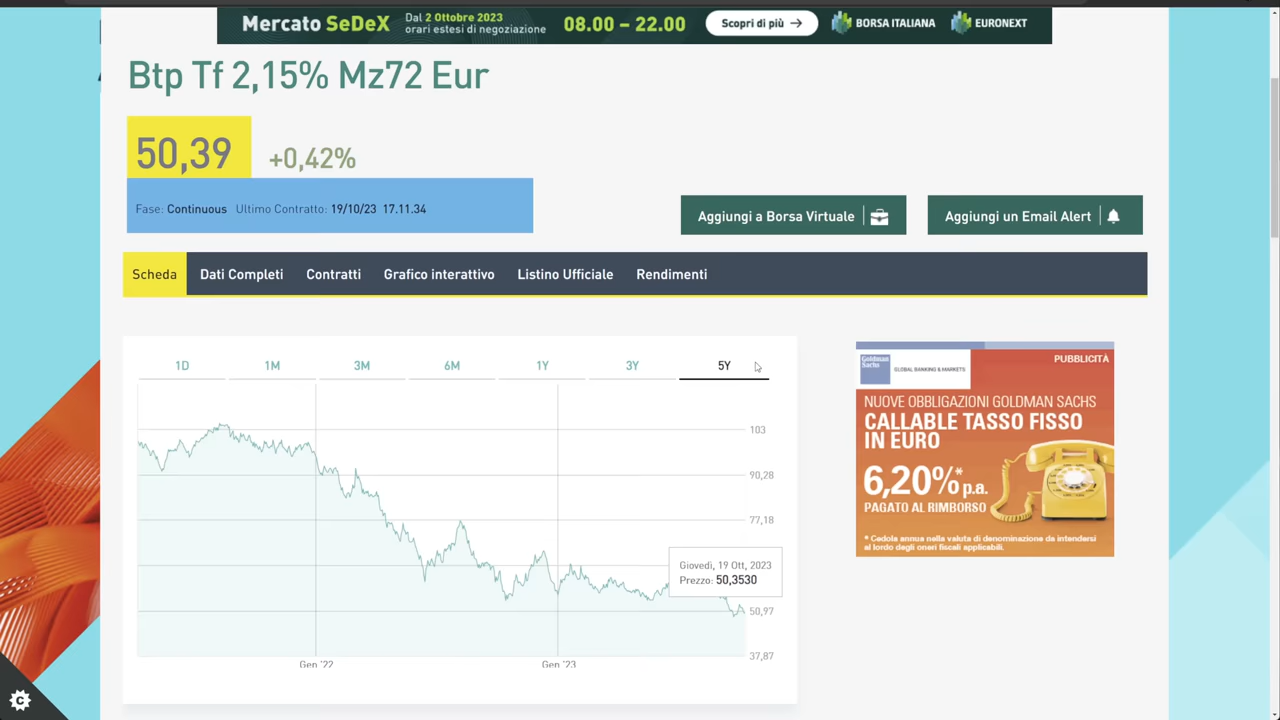 Mercato SeDeX
Dal 2 Ottobre 2023
orari estesi di negoziazione
08.00 – 22.00
Scopri di più →
BORSA ITALIANA
EURONEXT
Btp Tf 2,15% Mz72 Eur
50,39
+0,42%
Fase: Continuous Ultimo Contratto: 19/10/23 17.11.34
Aggiungi a Borsa Virtuale
Aggiungi un Email Alert
Scheda Dati Completi Contratti Grafico interattivo Listino Ufficiale Rendimenti
1D 1M 3M 6M 1Y 3Y 5Y
103
90,28
77,18
Giovedì, 19 Ott, 2023
Prezzo: 50,3530
50,97
37,87
Gen '22 Gen '23
Goldman
Sachs
GLOBAL BANKING & MARKETS
PUBBLICITÀ
NUOVE OBBLIGAZIONI GOLDMAN SACHS
CALLABLE TASSO FISSO
IN EURO
6,20%* p.a.
PAGATO AL RIMBORSO
* Cedola annua nella valuta di denominazione da intendersi
al lordo degli oneri fiscali applicabili.
C